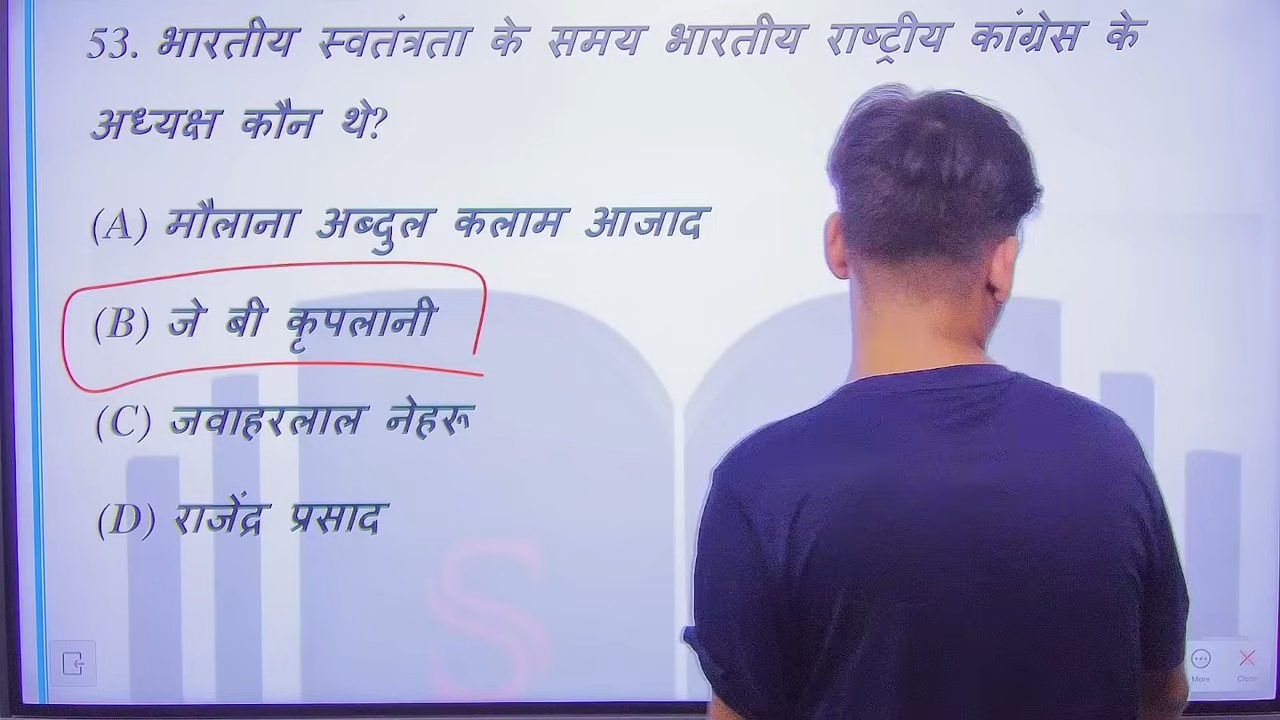 53. भारतीय स्वतंत्रता के समय भारतीय राष्ट्रीय कांग्रेस के
अध्यक्ष कौन थे?
(A) मौलाना अब्दुल कलाम आजाद
(B) जे बी कृपलानी
(C) जवाहरलाल नेहरू
(D) राजेंद्र प्रसाद
S
More Close